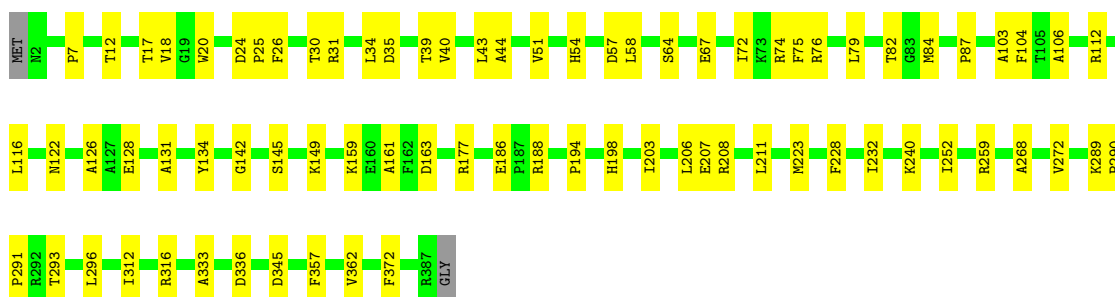 MET N2 P7 T12 T17 V18 G19 W20 D24 P25 F26 T30 R31 L34 D35 T39 V40 L43 A44 V51 H54 D57 L58 S64 E67 I72 K73 R74 F75 R76 L79 T82 G83 M84 P87 A103 F104 T105 A106 R112
L116 N122 A126 A127 E128 A131 Y134 G142 S145 K149 K159 E160 A161 F162 D163 R177 E186 P187 R188 P194 H198 I203 L206 E207 R208 L211 M223 F228 I232 K240 I252 R259 A268 V272 K289
P291 R292 T293 L296 I312 R316 A333 D336 D345 F357 V362 F372 R387 GLY